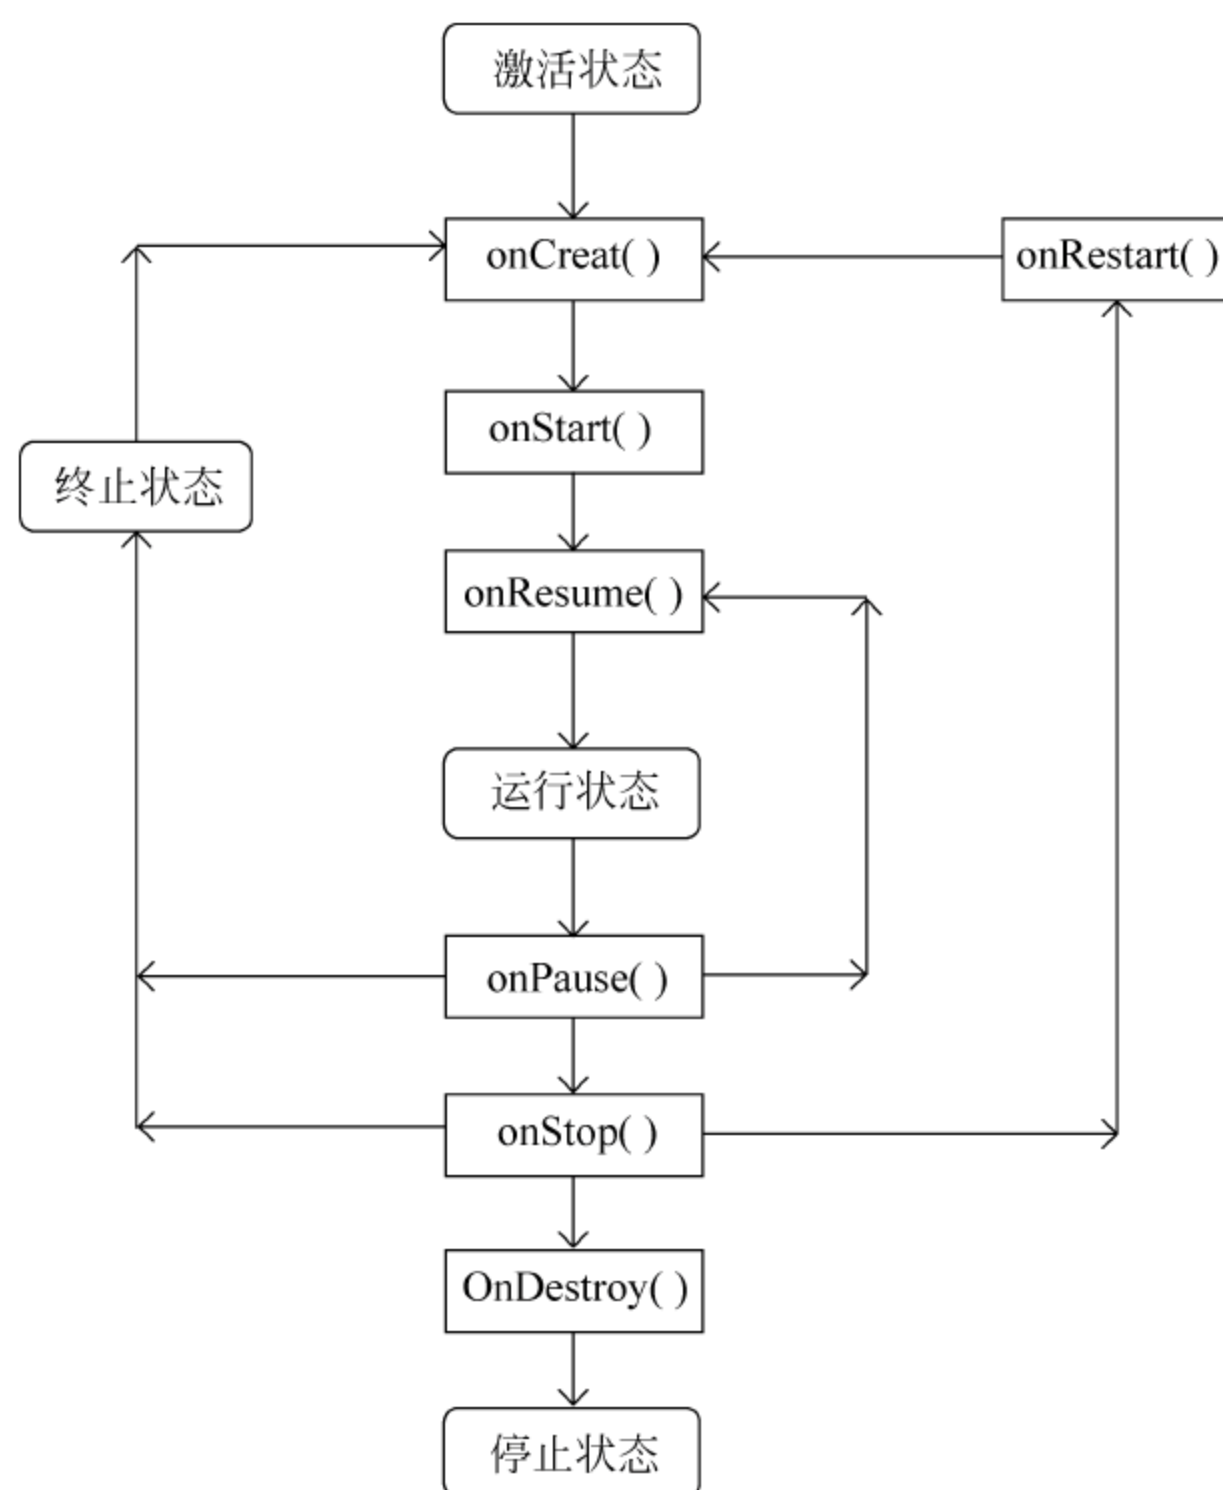 激活状态
onCreat( )
onRestart( )
onStart( )
终止状态
onResume( )
运行状态
onPause( )
onStop( )
OnDestroy( )
停止状态